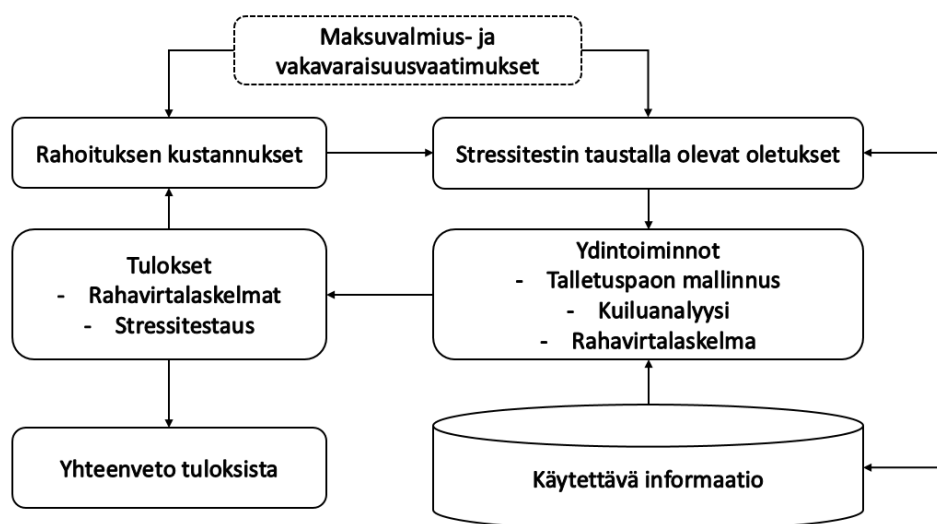 Maksuvalmius- ja
vakavaraisuusvaatimukset
Rahoituksen kustannukset
Stressitestin taustalla olevat oletukset
Tulokset
- Rahavirtalaskelmat
- Stressitestaus
Ydintoiminnot
- Talletuspaon mallinnus
- Kuiluanalyysi
- Rahavirtalaskelma
Yhteenveto tuloksista
Käytettävä informaatio